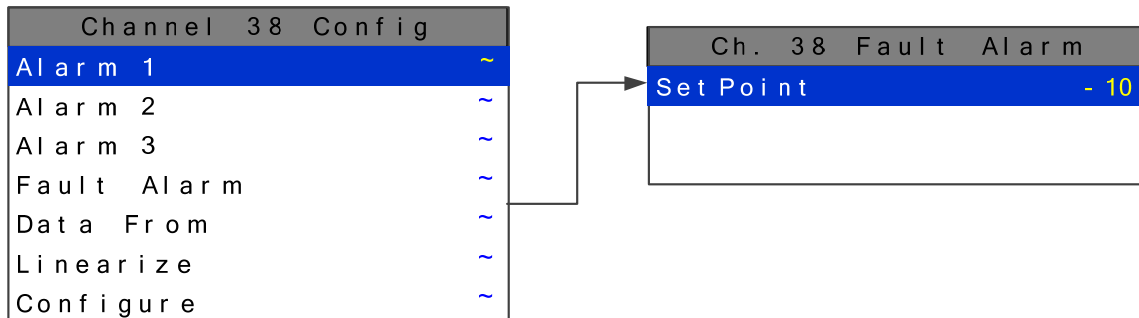 Channel 38 Config
Alarm 1 ~
Alarm 2 ~
Alarm 3 ~
Fault Alarm ~
Data From ~
Linearize ~
Configure ~
Ch. 38 Fault Alarm
Set Point -10